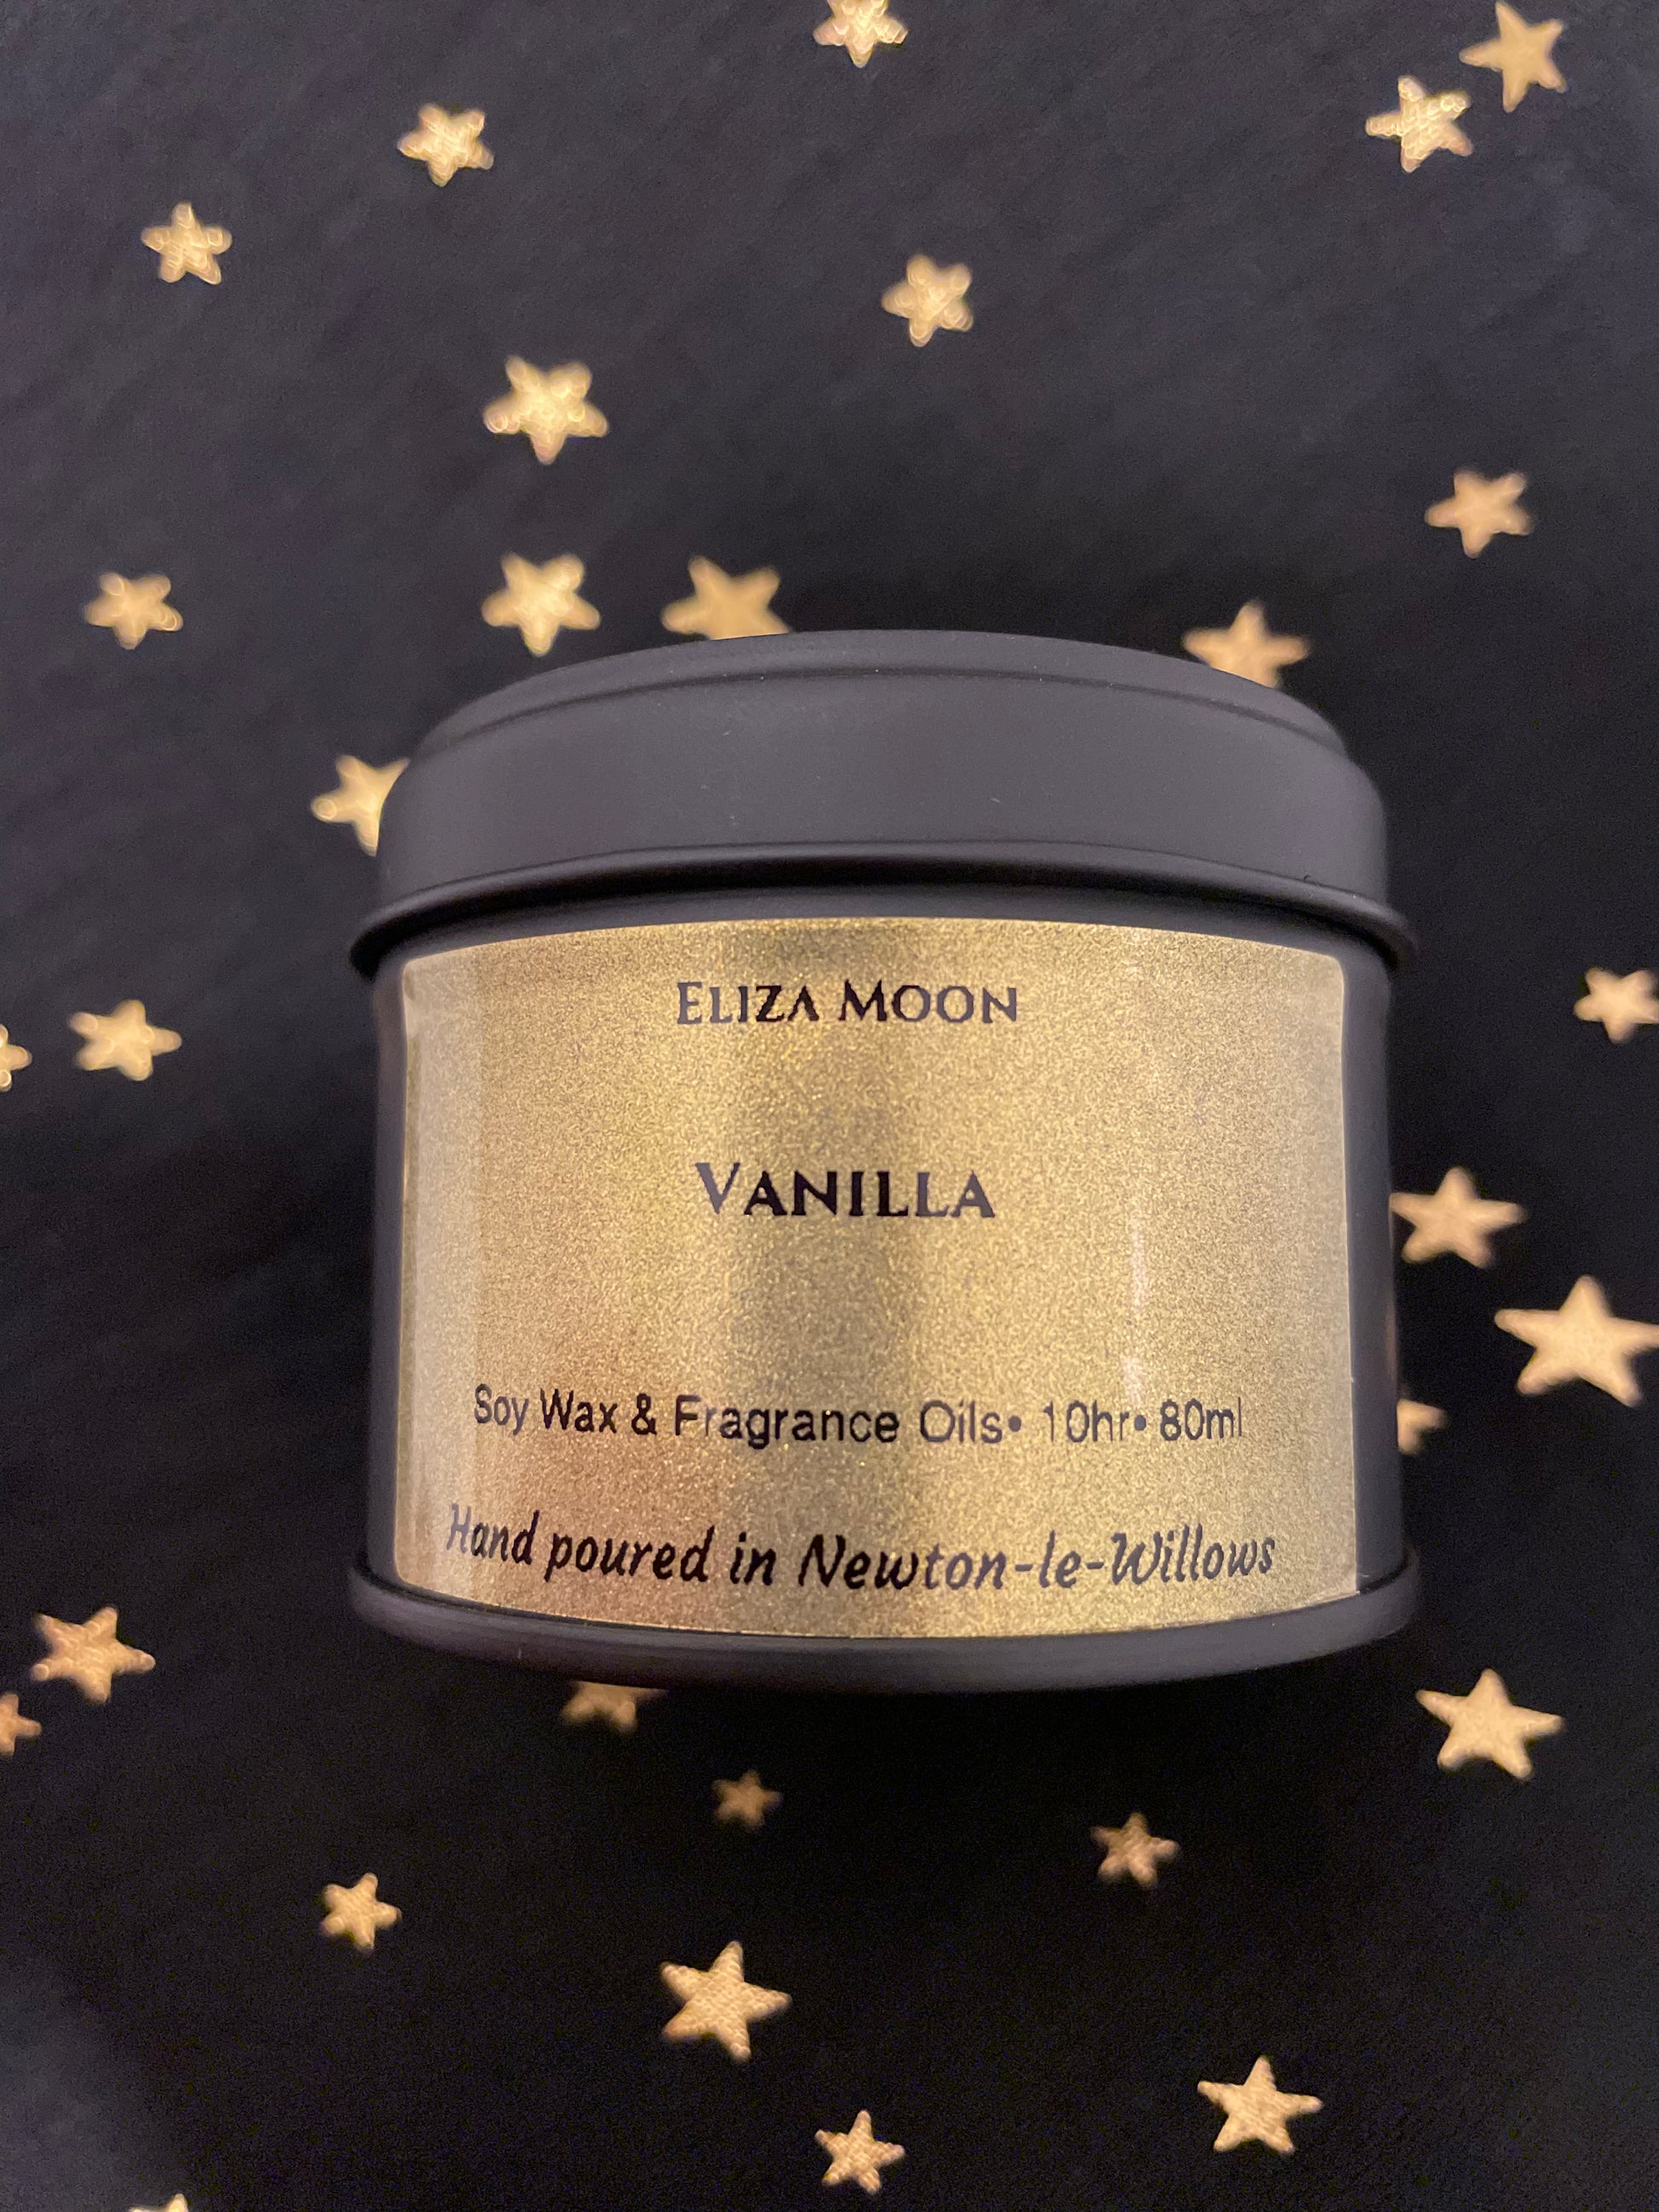 Eliza Moon
Vanilla
Soy Wax & Fragrance Oils• 10hr• 80ml
Hand poured in Newton-le-Willows